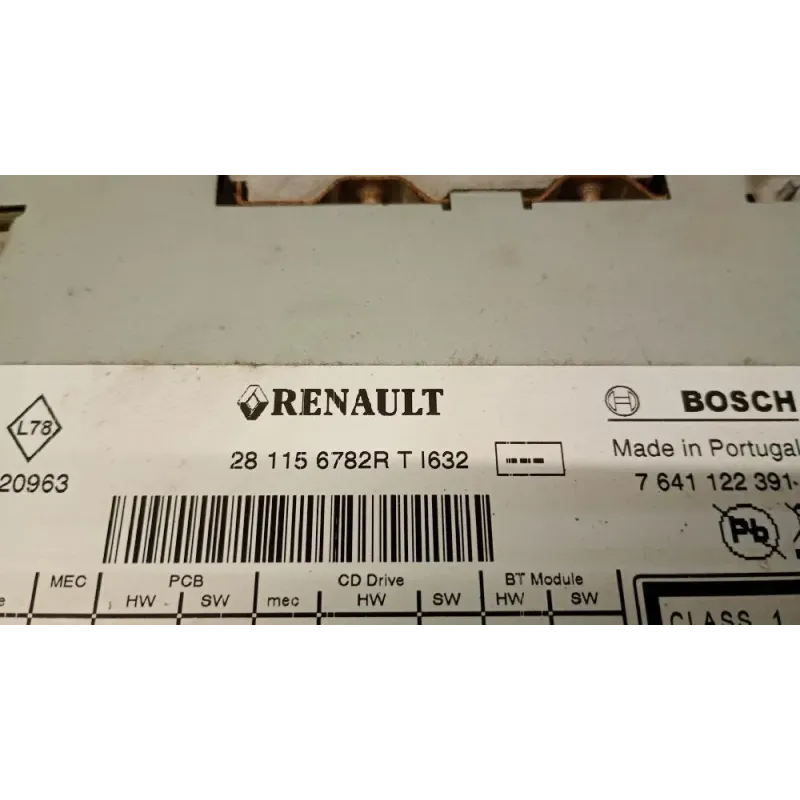 RENAULT
BOSCH
L78
28 115 6782R T I632
Made in Portugal
20963
7 641 122 391
Pb
MEC PCB CD Drive BT Module
HW SW mec HW SW HW SW
CLASS 1